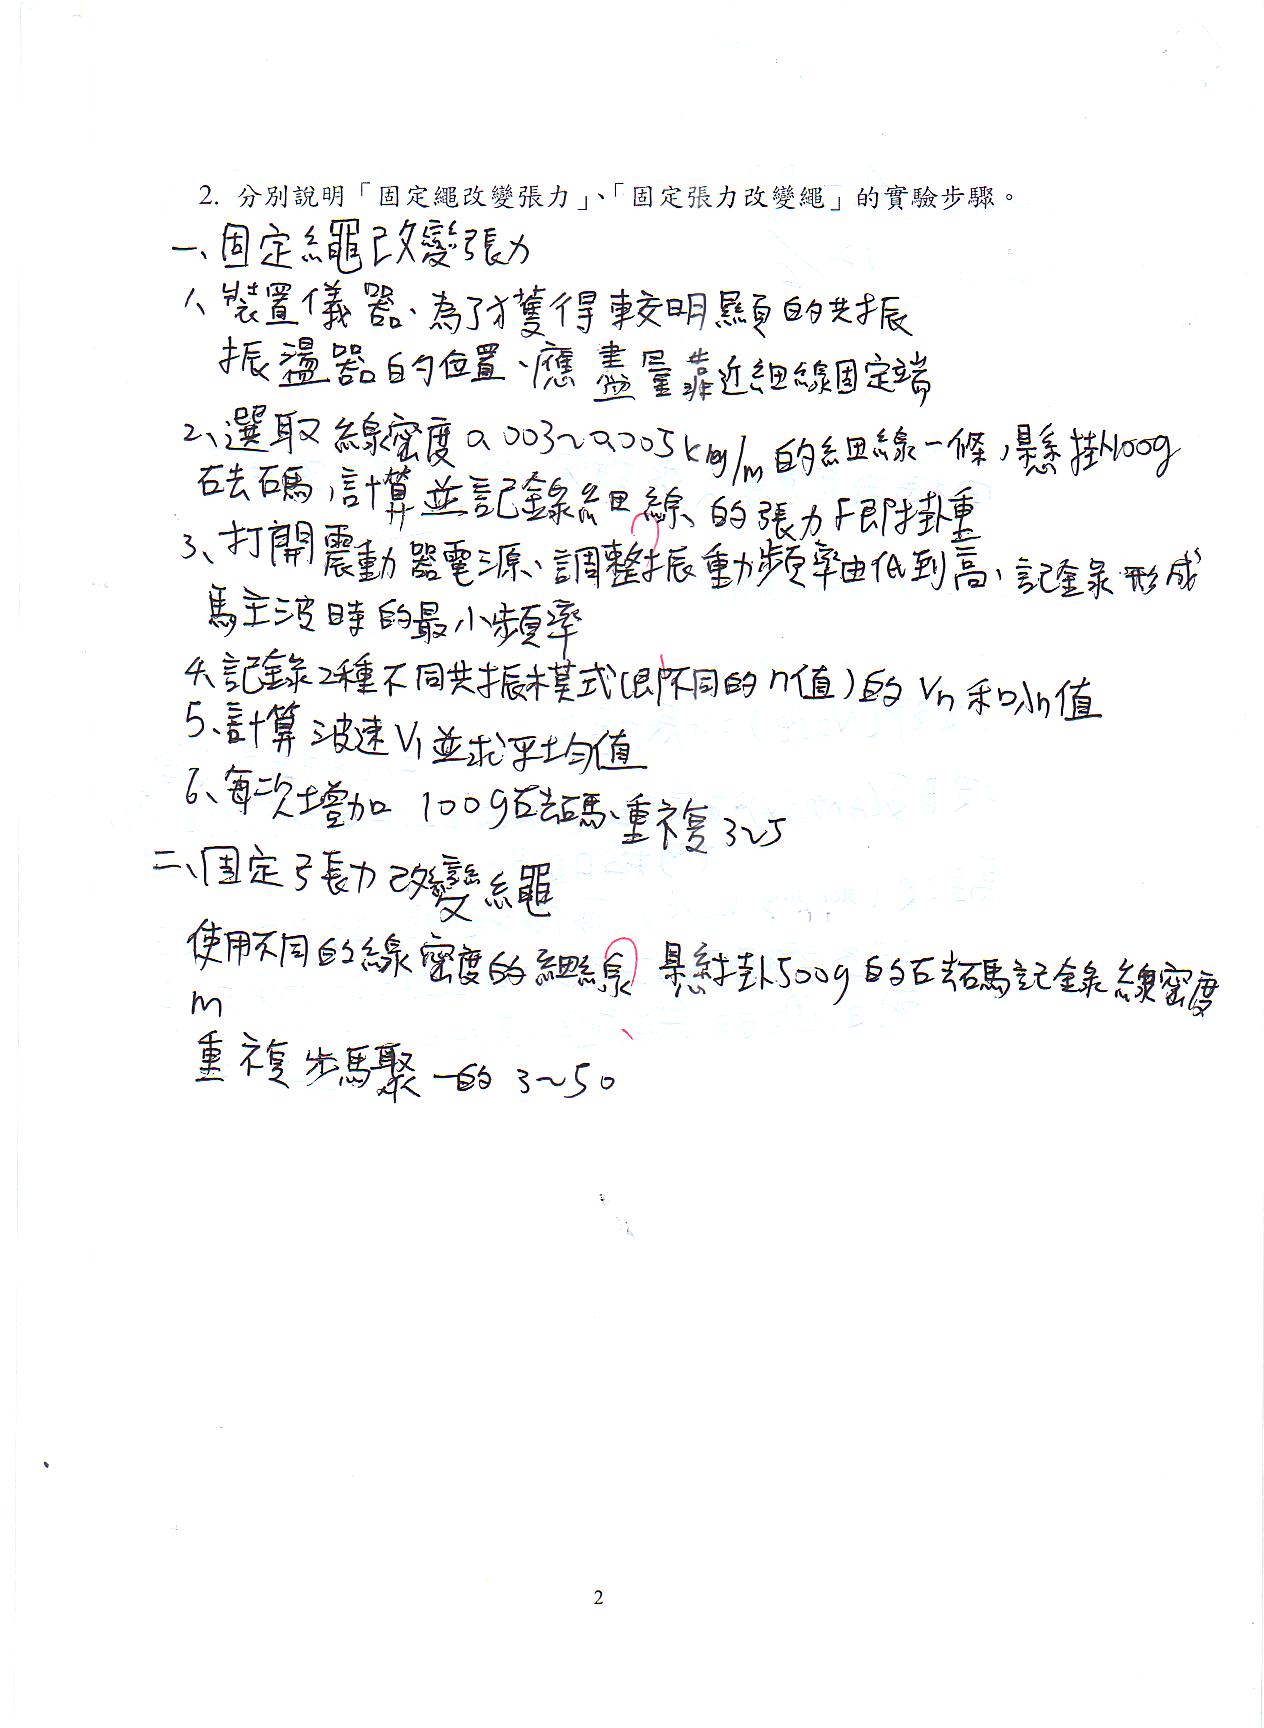 2. 分別說明「固定繩改變張力」、「固定張力改變繩」的實驗步驟。
一、固定繩改變張力
1、裝置儀器、為了獲得較明顯的共振
振盪器的位置、應盡量靠近細線固定端
2、選取線密度0.003~0.005kg/m的細線一條,懸掛100g
砝碼,計算並記錄細線的張力F即掛重
3、打開震動器電源、調整振動頻率由低到高、記錄形成
駐波時的最小頻率
4、記錄2種不同共振模式(即不同的n值)的Vn和λn值
5、計算波速V,並求平均值
6、每次增加100g砝碼、重複3~5
二、固定張力改變繩
使用不同的線密度的細線 懸掛500g的砝碼記錄線密度
m
重複步驟一的3~5。
2